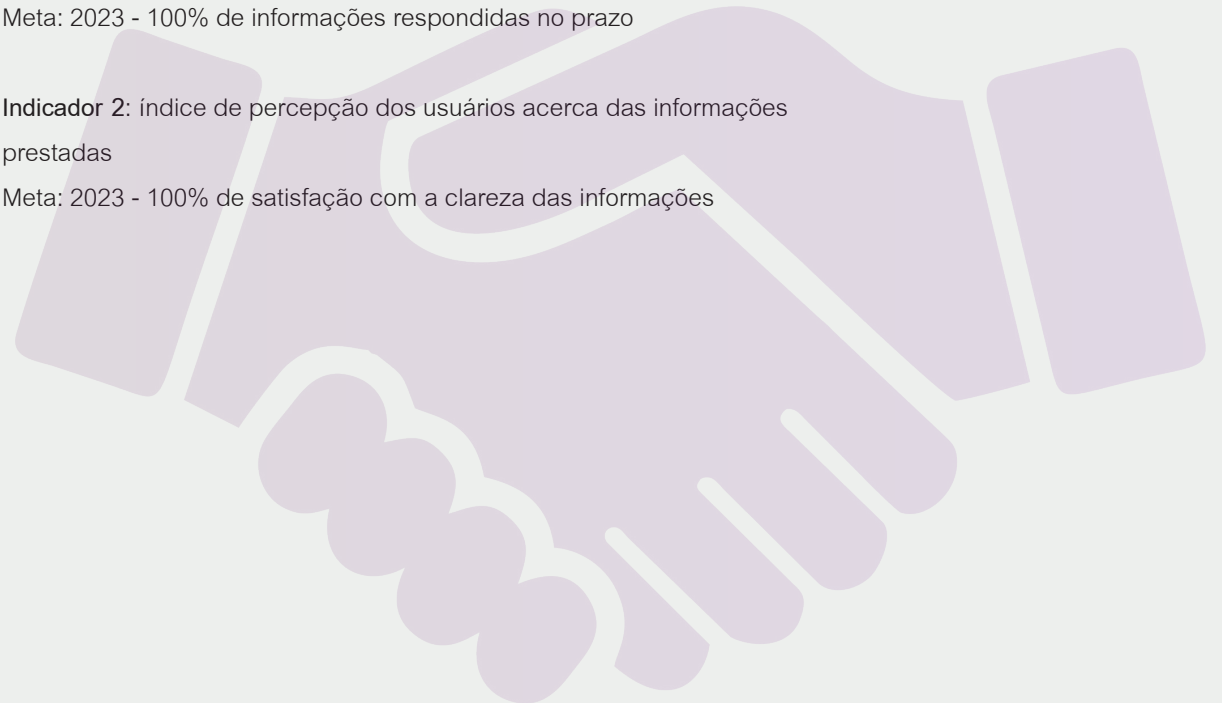 Meta: 2023 - 100% de informações respondidas no prazo
Indicador 2: índice de percepção dos usuários acerca das informações
prestadas
Meta: 2023 - 100% de satisfação com a clareza das informações